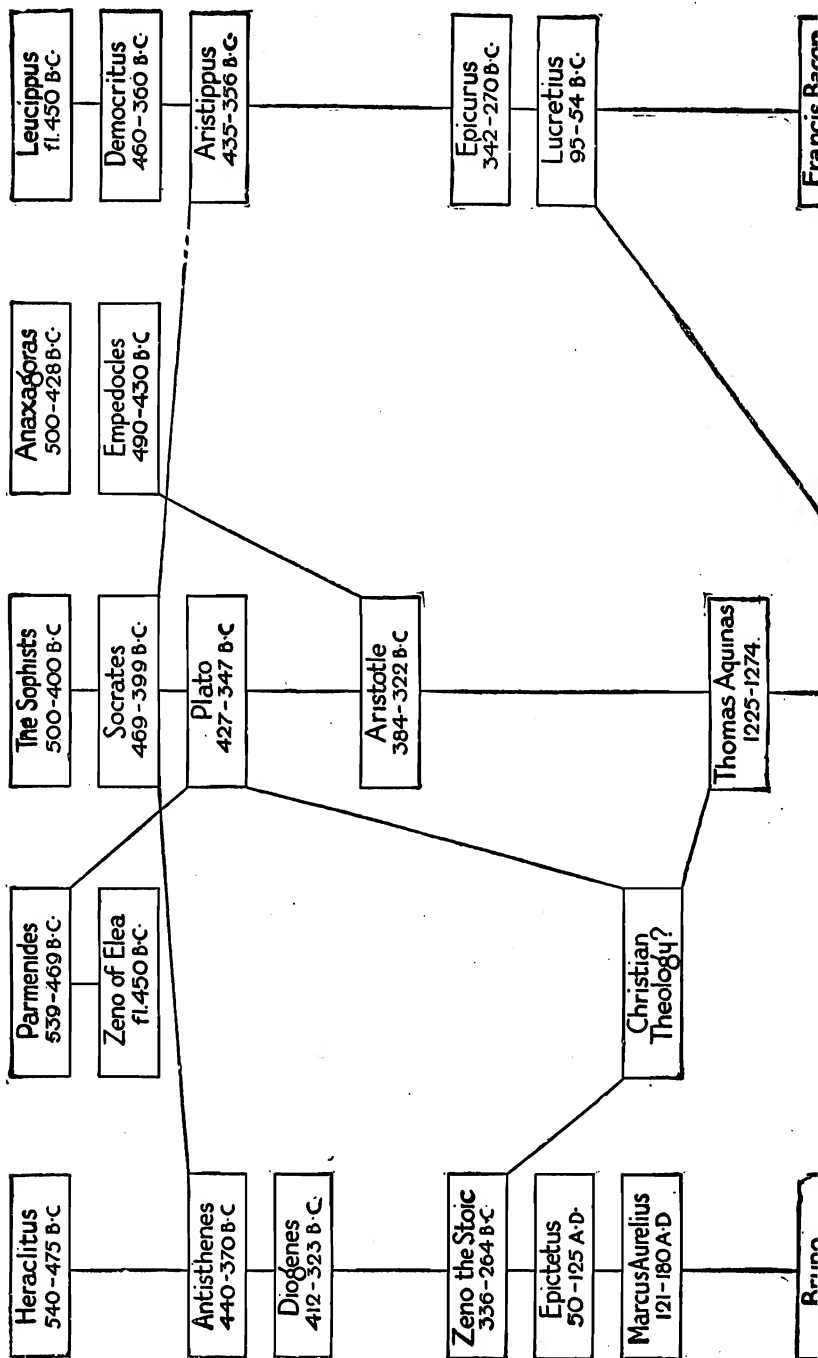 Heraclitus
540-475 B.C
Parmenides
539-469 B.C.
The Sophists
500-400 B.C.
Anaxagoras
500-428 B.C.
Leucippus
fl.450 B.C.
Zeno of Elea
fl.450 B.C.
Socrates
469-399 B.C.
Empedocles
490-430 B.C
Democritus
460-360 B.C.
Antisthenes
440-370 B.C
Plato
427-347 B.C
Aristippus
435-356 B.C.
Diogenes
412-323 B.C.
Aristotle
384-322 B.C
Zeno the Stoic
336-264 B.C.
Epicurus
342-270 B.C.
Epictetus
50-125 A.D.
Lucretius
95-54 B.C.
Marcus Aurelius
121-180 A.D
Christian
Theology?
Thomas Aquinas
1225-1274.
Bruno
Francis Bacon